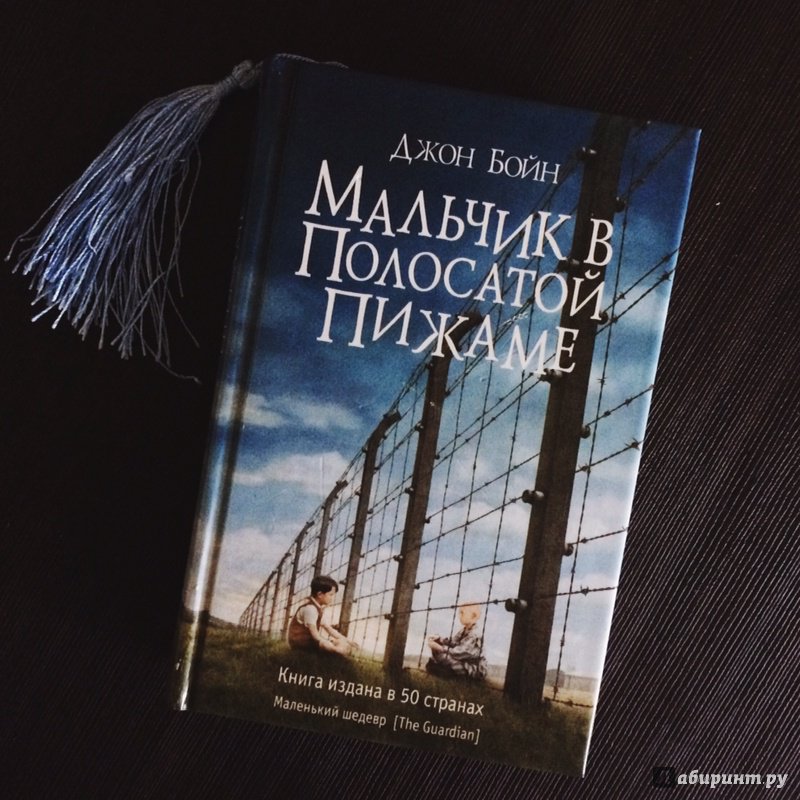 Джон Бойн
Мальчик в
Полосатой
Пижаме
Книга издана в 50 странах
Маленький шедевр [The Guardian]
Лабиринт.ру